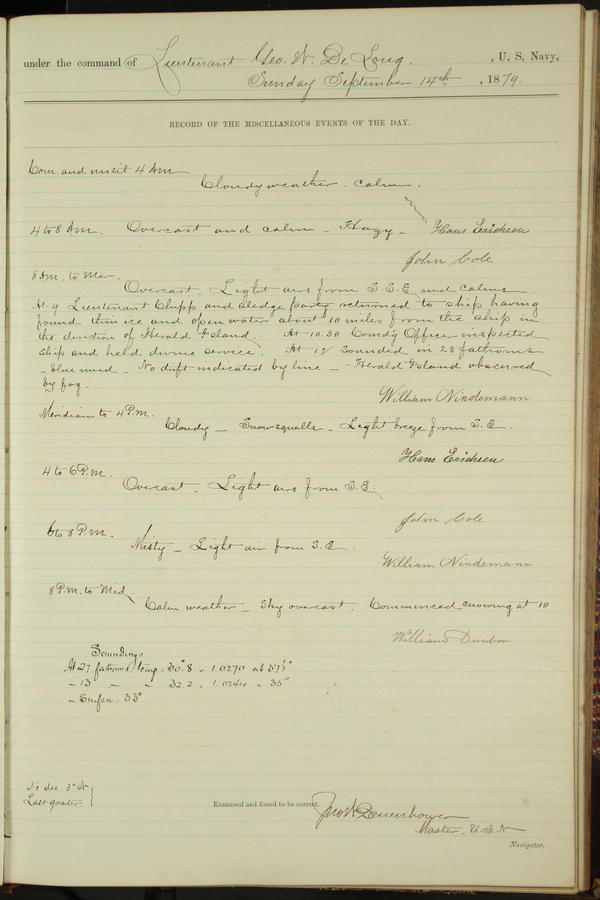 under the command of Lieutenant Geo. W. De Long. , U. S. Navy,
Sunday September 14th , 1879.
RECORD OF THE MISCELLANEOUS EVENTS OF THE DAY.
Com. and until 4 A.M.
Cloudy weather. Calm.
4 to 8 A.M. Overcast and calm - Hazy - Hans Erichsen
John Cole
8 A.M. to Mer.
Overcast. Light airs from S.S.E. and calms
At 9 Lieutenant Chipp and sledge party returned to ship having
found thin ice and open water about 10 miles from the ship in
the direction of Herald Island. At 10.30 Comd'g Officer inspected
ship and held divine service. At 12 sounded in 28 fathoms
- blue mud - No drift indicated by line - Herald Island obscured
by fog.
William Nindemann
Meridian to 4 P.M.
Cloudy - Snow squalls - Light breeze from S.E.
Hans Erichsen
4 to 6 P.M.
Overcast - Light airs from S.E.
John Cole
6 to 8 P.M.
Misty - Light air from S.E.
William Nindemann
8 P.M. to Mid
Calm weather - Sky overcast. Commenced snowing at 10
William Dunbar
Soundings
At 27 fathoms temp. 30°8 - 1.0270 at 37½°
" 13 " " 32.2 - 1.0240 - 35°
" Surface 33°
dec. 3° N
Last quarter
Examined and found to be correct.
Jno W Danenhower
Master. U.S.N.
Navigator.